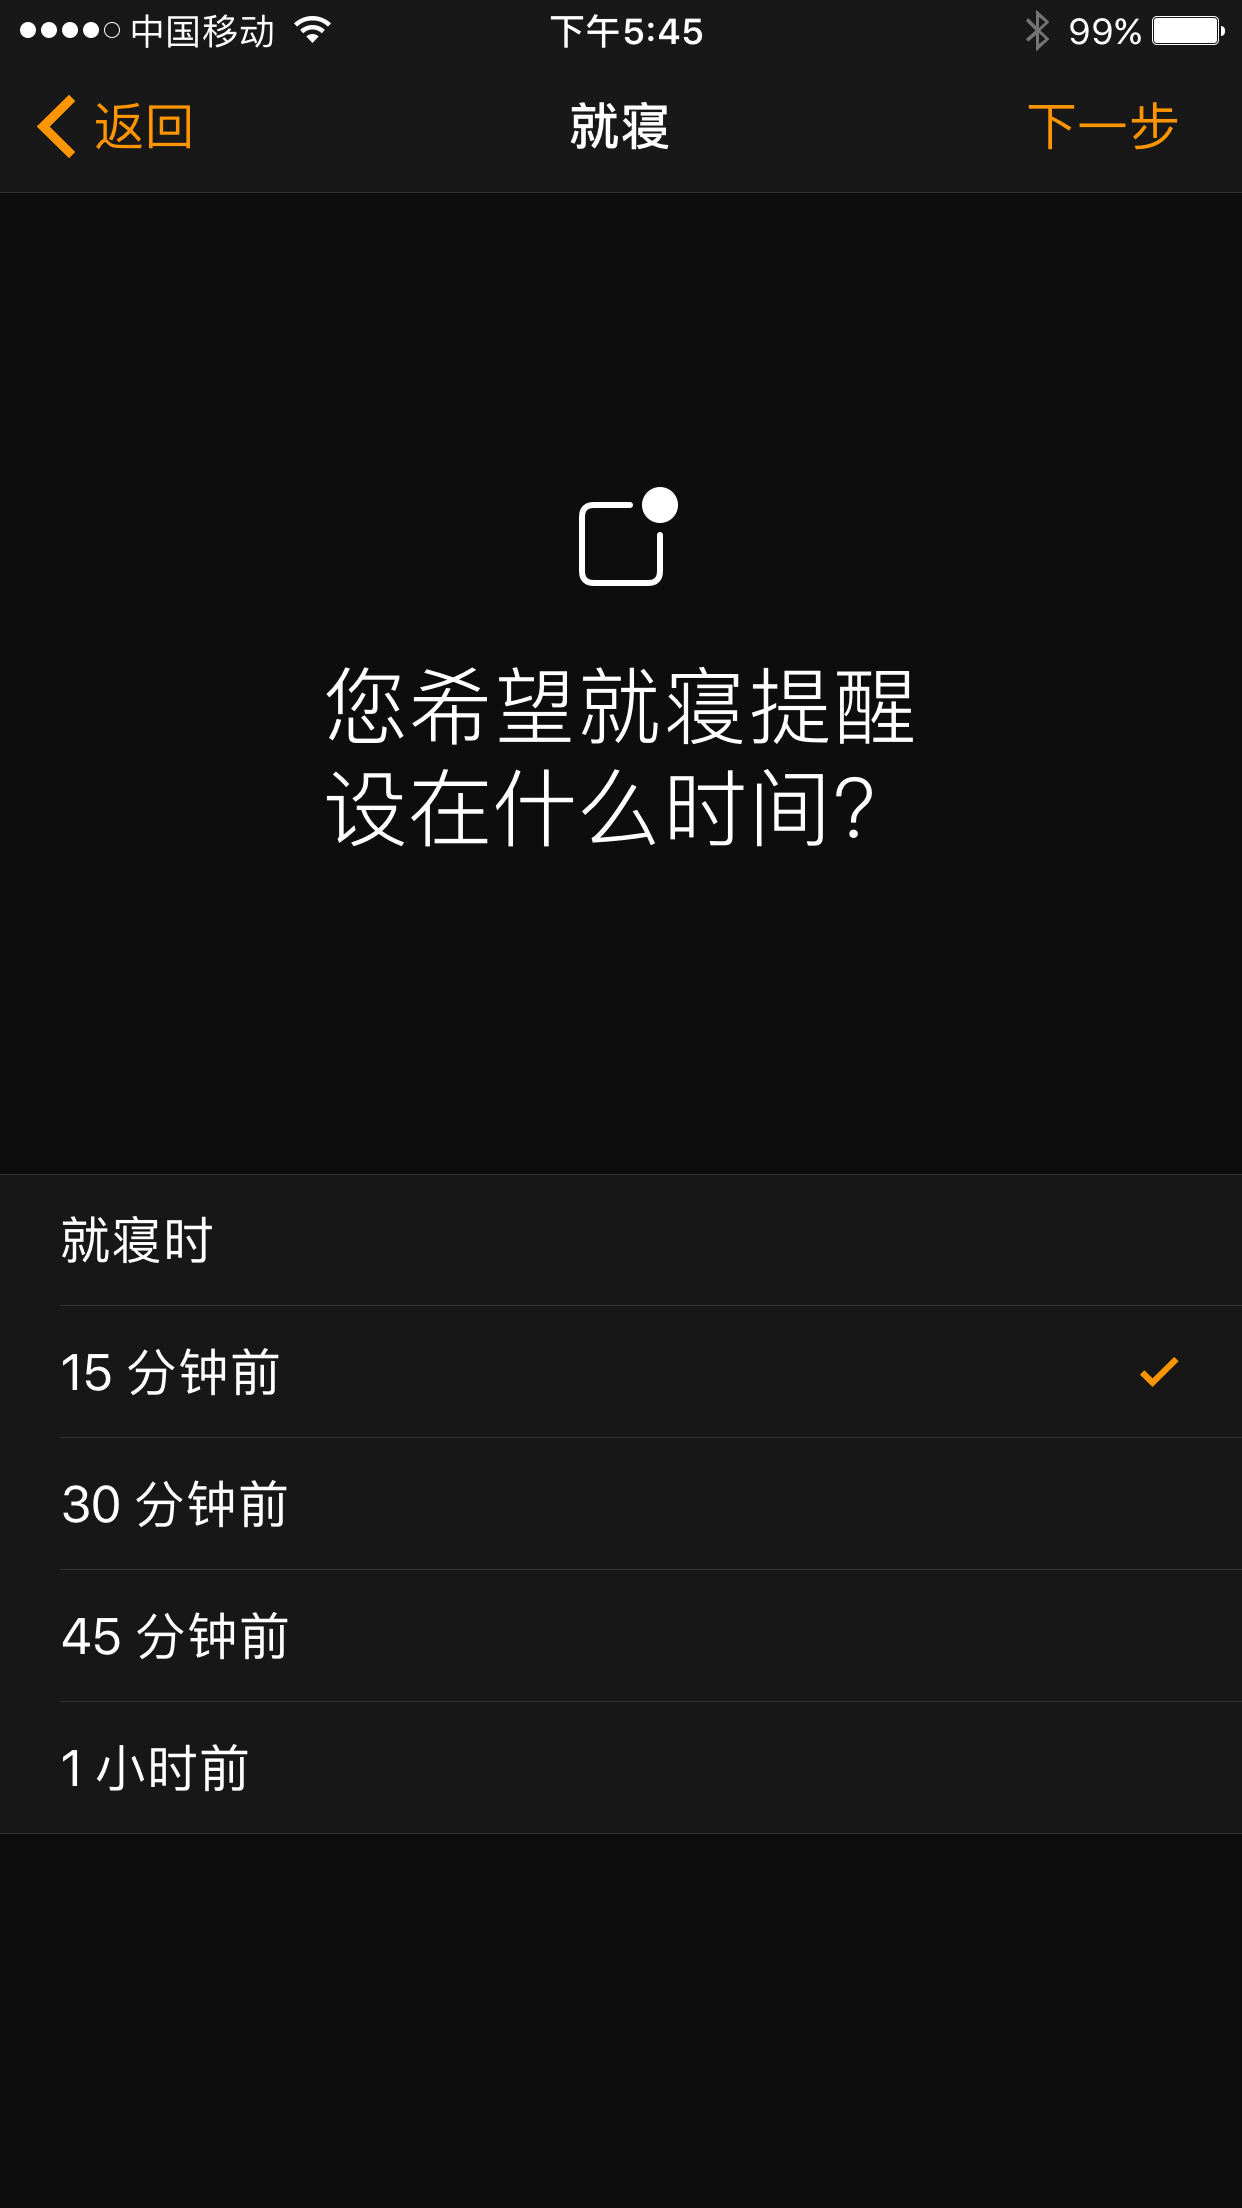 中国移动 下午5:45 99%
返回 就寝 下一步
您希望就寝提醒
设在什么时间?
就寝时
15 分钟前
30 分钟前
45 分钟前
1 小时前